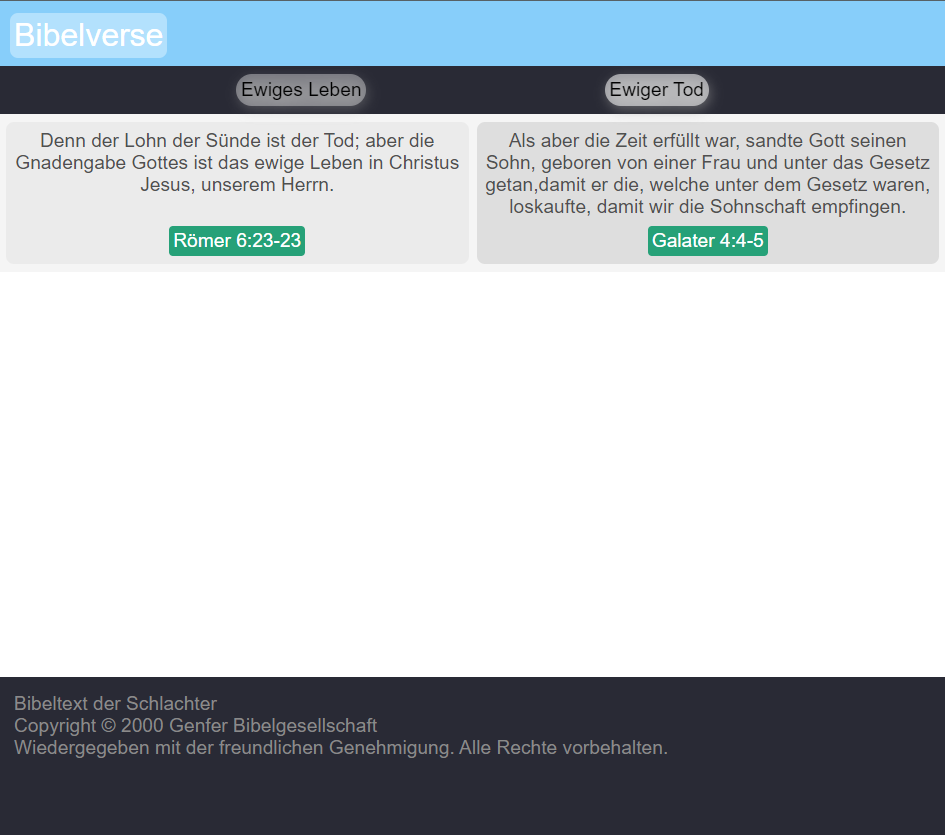 Bibelverse
Ewiges Leben
Ewiger Tod
Denn der Lohn der Sünde ist der Tod; aber die
Gnadengabe Gottes ist das ewige Leben in Christus
Jesus, unserem Herrn.
Römer 6:23-23
Als aber die Zeit erfüllt war, sandte Gott seinen
Sohn, geboren von einer Frau und unter das Gesetz
getan,damit er die, welche unter dem Gesetz waren,
loskaufte, damit wir die Sohnschaft empfingen.
Galater 4:4-5
Bibeltext der Schlachter
Copyright © 2000 Genfer Bibelgesellschaft
Wiedergegeben mit der freundlichen Genehmigung. Alle Rechte vorbehalten.